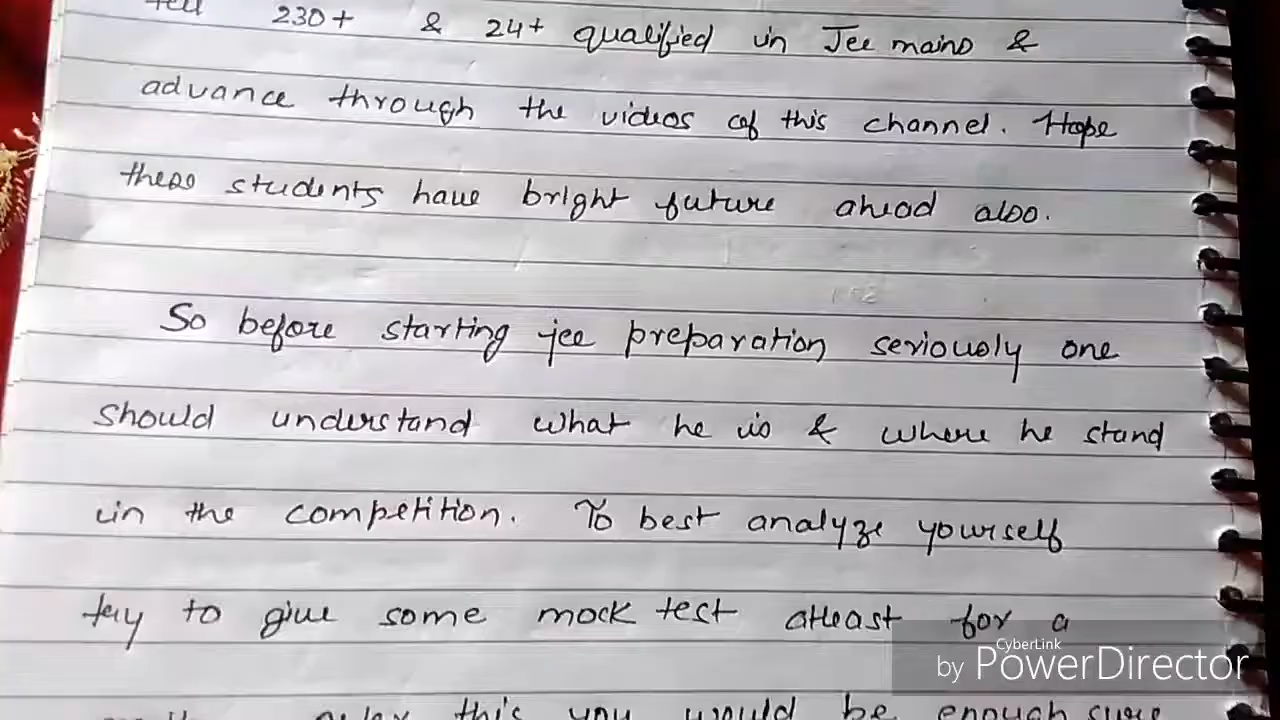 tell 230+ & 24+ qualified in Jee mains &
advance through the videos of this channel. Hope
these students have bright future ahead also.
So before starting jee preparation seriously one
should understand what he is & where he stand
in the competition. To best analyze yourself
try to give some mock test atleast for a
this you would be enough sure
CyberLink
by PowerDirector